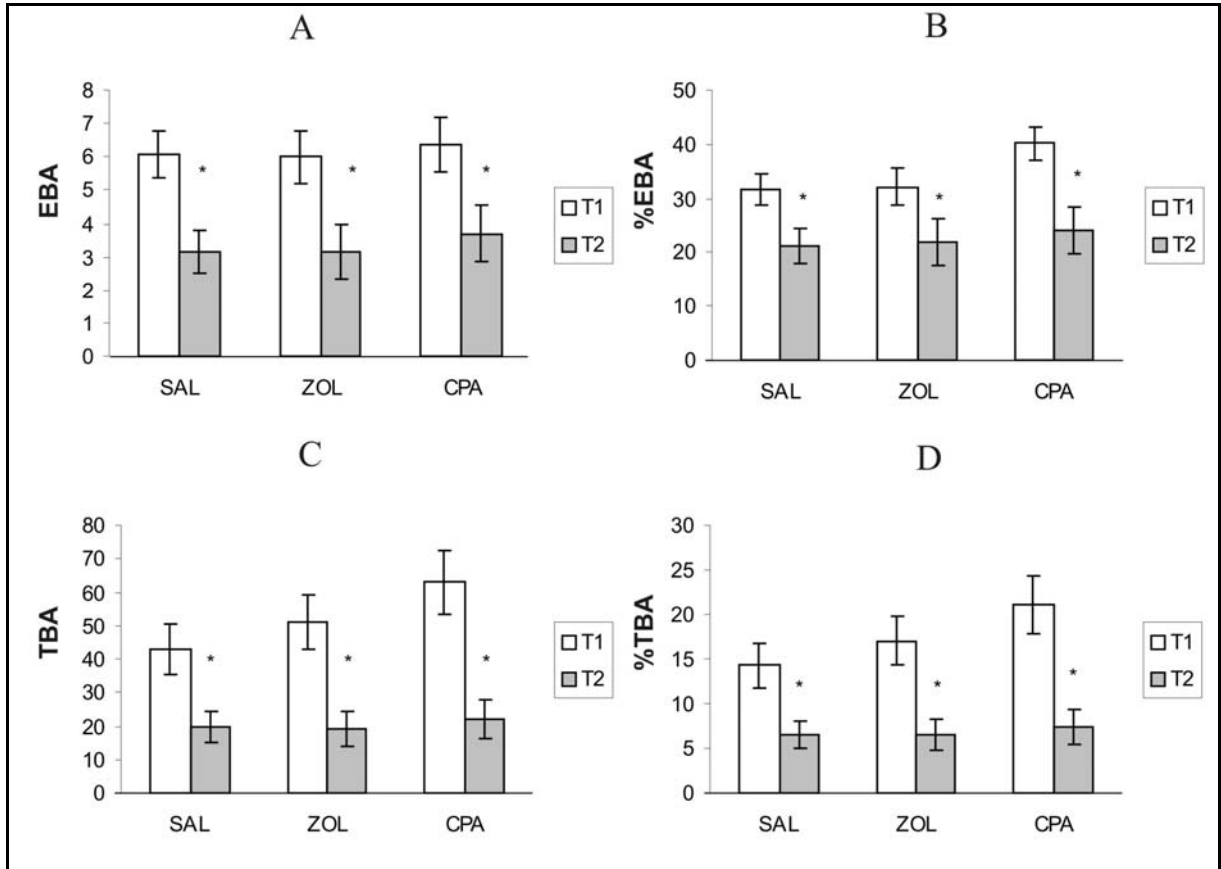 A
EBA
8
7
6
5
4
3
2
1
0
* * *
SAL ZOL CPA
T1
T2
B
%EBA
50
40
30
20
10
0
* * *
SAL ZOL CPA
T1
T2
C
TBA
80
70
60
50
40
30
20
10
0
* * *
SAL ZOL CPA
T1
T2
D
%TBA
30
25
20
15
10
5
0
* * *
SAL ZOL CPA
T1
T2